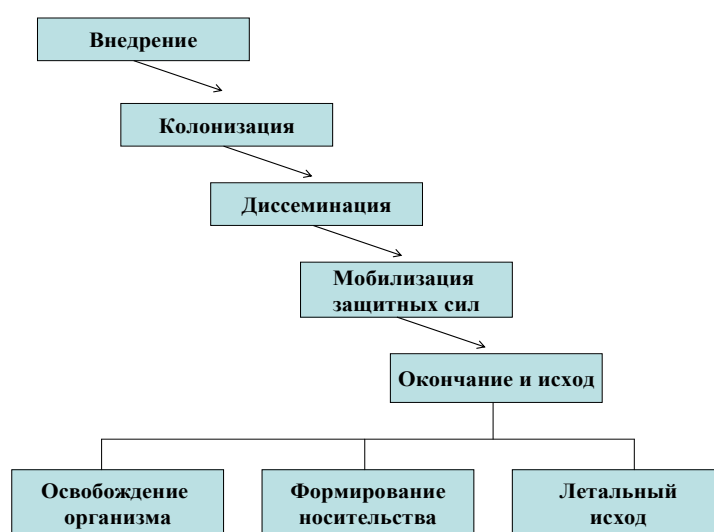 Внедрение
Колонизация
Диссеминация
Мобилизация
защитных сил
Окончание и исход
Освобождение
организма
Формирование
носительства
Летальный
исход